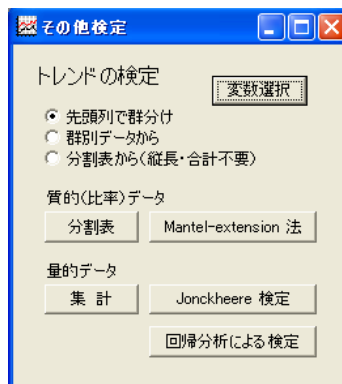 その他検定
トレンドの検定
変数選択
先頭列で群分け
群別データから
分割表から(縦長・合計不要)
質的(比率)データ
分割表 Mantel-extension 法
量的データ
集 計 Jonckheere 検定
回帰分析による検定